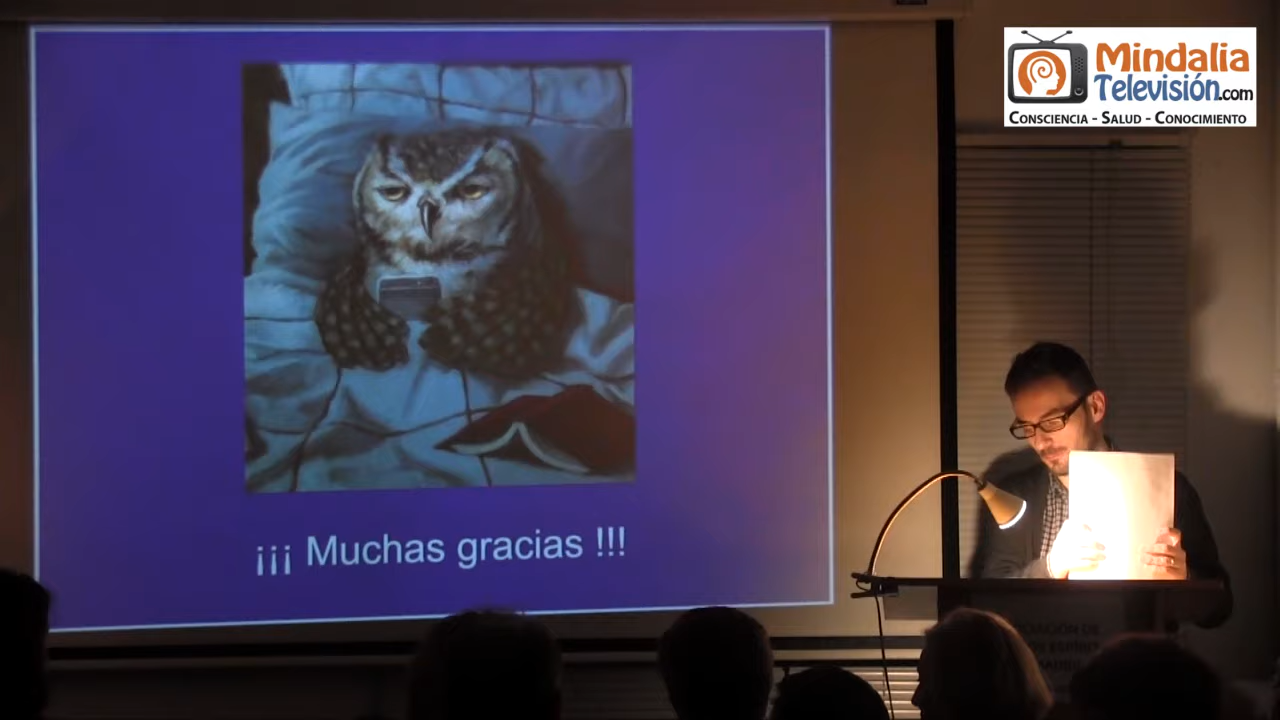 Mindalia
Televisión.com
Consciencia - Salud - Conocimiento
¡¡¡ Muchas gracias !!!